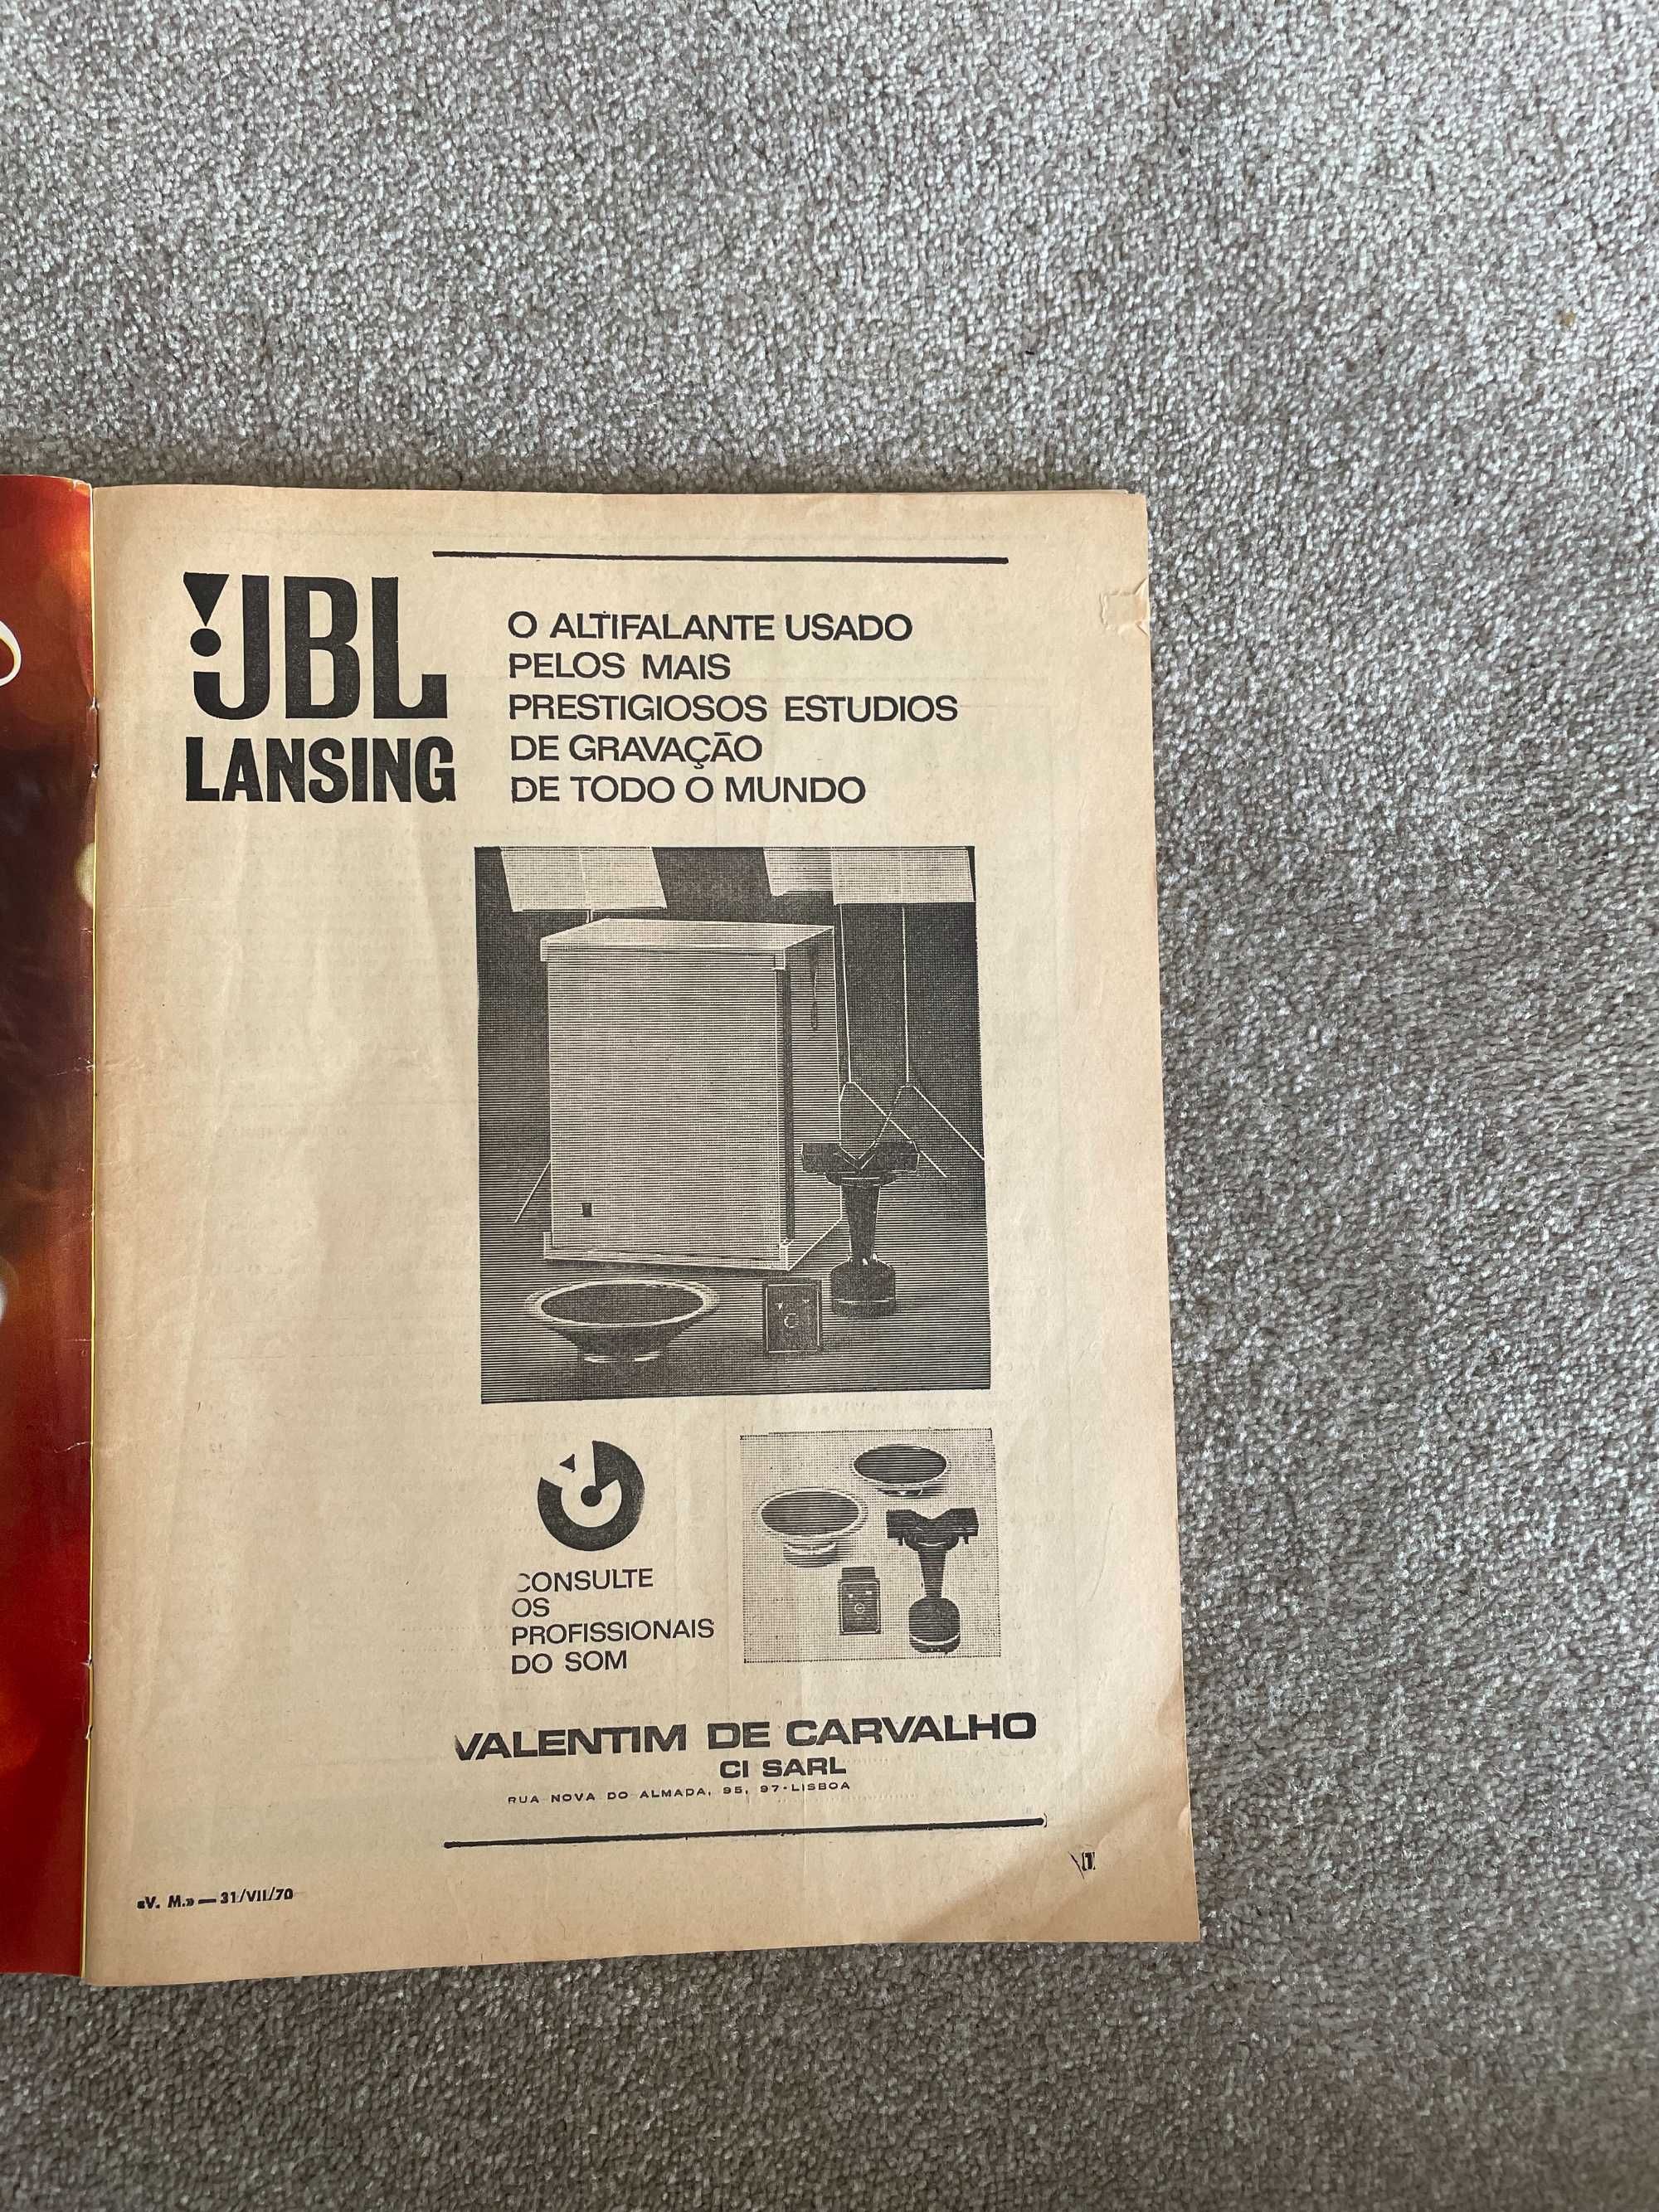 JBL
LANSING
O ALTIFALANTE USADO
PELOS MAIS
PRESTIGIOSOS ESTUDIOS
DE GRAVAÇÃO
DE TODO O MUNDO
CONSULTE
OS
PROFISSIONAIS
DO SOM
VALENTIM DE CARVALHO
CI SARL
RUA NOVA DO ALMADA, 95, 97-LISBOA
«V. M.» — 31/VII/70